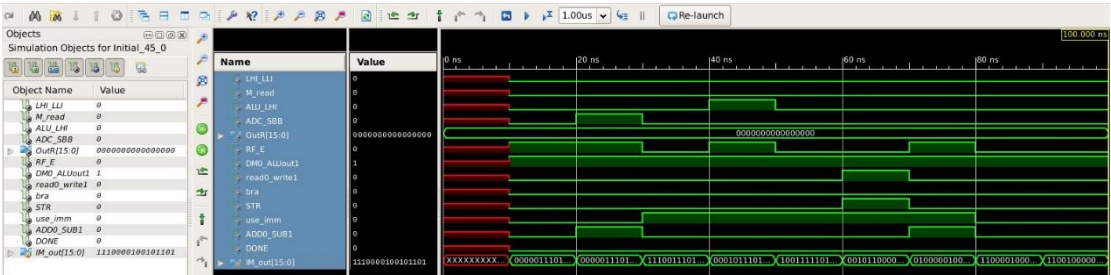 1.00us
Re-launch
Objects
Simulation Objects for Initial_45_0
Object Name Value
LHI_LLI 0
M_read 0
ALU_LHI 0
ADC_SBB 0
OutR[15:0] 0000000000000000
RF_E 0
DM0_ALUout1 1
read0_write1 0
bra 0
STR 0
use_imm 0
ADD0_SUB1 0
DONE 0
IM_out[15:0] 1110000100101101
Name Value
LHI_LLI 0
M_read 0
ALU_LHI 0
ADC_SBB 0
OutR[15:0] 0000000000000000
RF_E 0
DM0_ALUout1 1
read0_write1 0
bra 0
STR 0
use_imm 0
ADD0_SUB1 0
DONE 0
IM_out[15:0] 1110000100101101
100.000 ns
0 ns 20 ns 40 ns 60 ns 80 ns
0000000000000000
XXXXXXXXX... 0000011101... 0000011101... 1110011101... 0001011101... 1001111101... 0010110000... 0100000100... 1100001000... 1100100000...